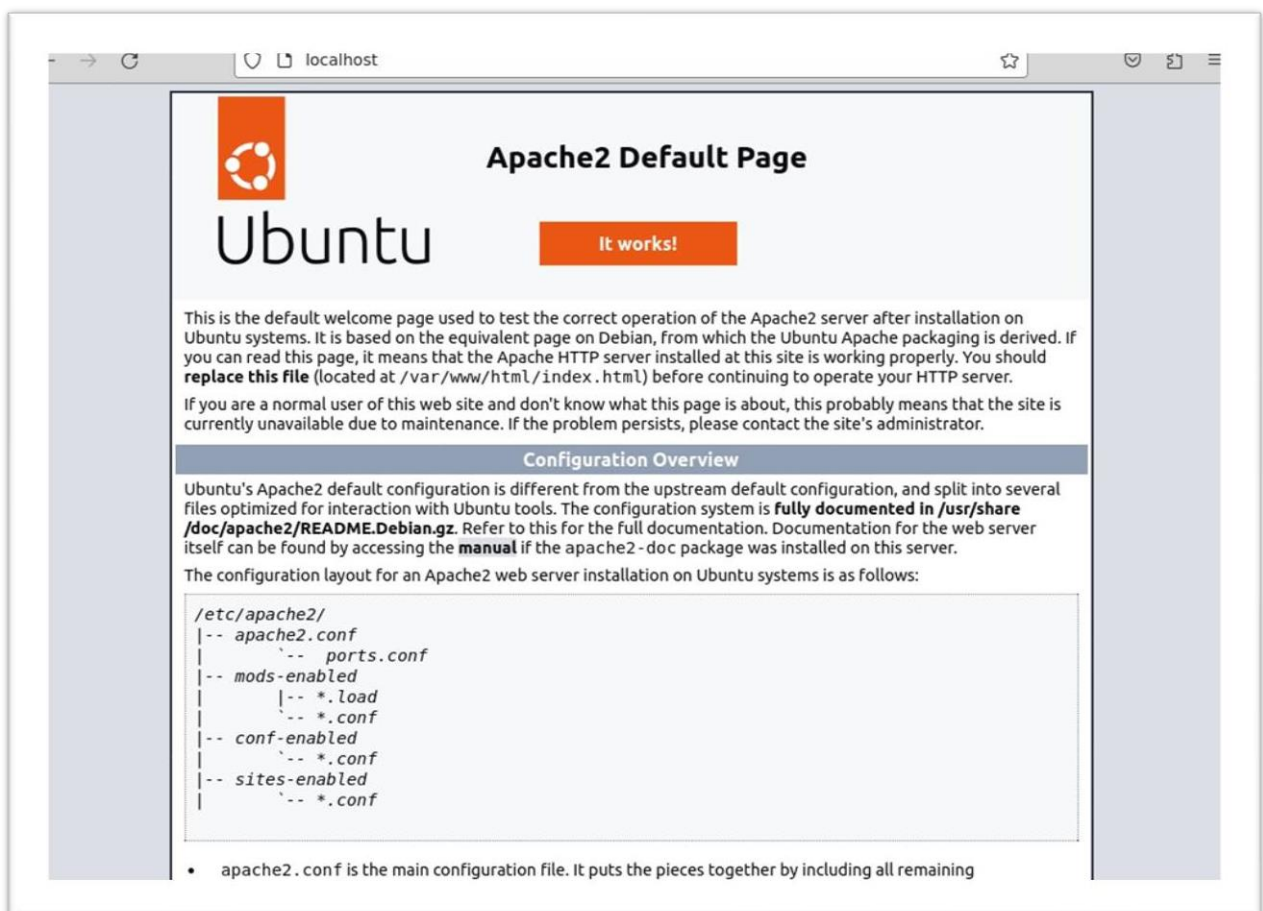 localhost
Apache2 Default Page
Ubuntu
It works!
This is the default welcome page used to test the correct operation of the Apache2 server after installation on
Ubuntu systems. It is based on the equivalent page on Debian, from which the Ubuntu Apache packaging is derived. If
you can read this page, it means that the Apache HTTP server installed at this site is working properly. You should
replace this file (located at /var/www/html/index.html) before continuing to operate your HTTP server.
If you are a normal user of this web site and don't know what this page is about, this probably means that the site is
currently unavailable due to maintenance. If the problem persists, please contact the site's administrator.
Configuration Overview
Ubuntu's Apache2 default configuration is different from the upstream default configuration, and split into several
files optimized for interaction with Ubuntu tools. The configuration system is fully documented in /usr/share
/doc/apache2/README.Debian.gz. Refer to this for the full documentation. Documentation for the web server
itself can be found by accessing the manual if the apache2-doc package was installed on this server.
The configuration layout for an Apache2 web server installation on Ubuntu systems is as follows:
/etc/apache2/
|-- apache2.conf
|       `--  ports.conf
|-- mods-enabled
|       |-- *.load
|       `-- *.conf
|-- conf-enabled
|       `-- *.conf
|-- sites-enabled
|       `-- *.conf
• apache2.conf is the main configuration file. It puts the pieces together by including all remaining